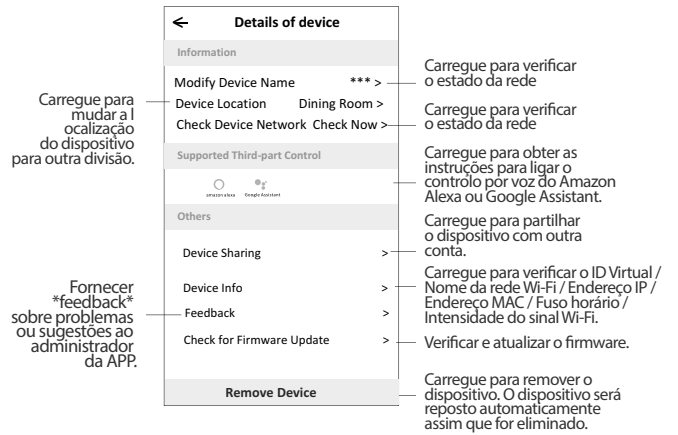 ← Details of device
Information
Modify Device Name *** >
Device Location Dining Room >
Check Device Network Check Now >
Supported Third-part Control
amazon alexa Google Assistant
Others
Device Sharing >
Device Info >
Feedback >
Check for Firmware Update >
Remove Device
Carregue para
mudar a l
ocalização
do dispositivo
para outra divisão.
Fornecer
*feedback*
sobre problemas
ou sugestões ao
administrador
da APP.
Carregue para verificar
o estado da rede
Carregue para verificar
o estado da rede
Carregue para obter as
instruções para ligar o
controlo por voz do Amazon
Alexa ou Google Assistant.
Carregue para partilhar
o dispositivo com outra
conta.
Carregue para verificar o ID Virtual /
Nome da rede Wi-Fi / Endereço IP /
Endereço MAC / Fuso horário /
Intensidade do sinal Wi-Fi.
Verificar e atualizar o firmware.
Carregue para remover o
dispositivo. O dispositivo será
reposto automaticamente
assim que for eliminado.